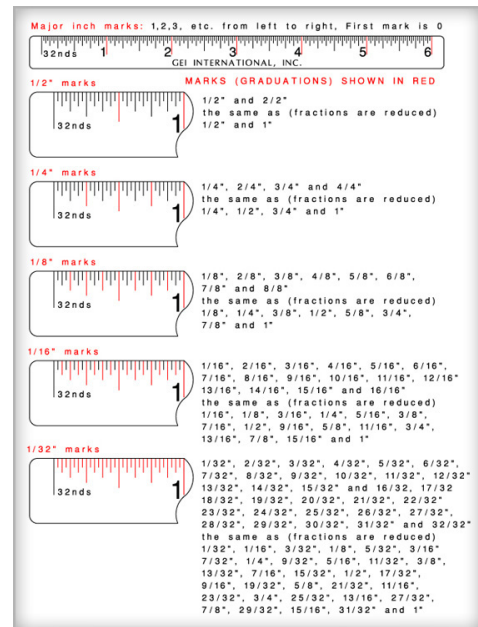 Major inch marks: 1,2,3, etc. from left to right, First mark is 0
32nds 1 2 3 4 5 6
GEI INTERNATIONAL, INC.
1/2" marks
MARKS (GRADUATIONS) SHOWN IN RED
32nds 1
1/2" and 2/2"
the same as (fractions are reduced)
1/2" and 1"
1/4" marks
32nds 1
1/4", 2/4", 3/4" and 4/4"
the same as (fractions are reduced)
1/4", 1/2", 3/4" and 1"
1/8" marks
32nds 1
1/8", 2/8", 3/8", 4/8", 5/8", 6/8",
7/8" and 8/8"
the same as (fractions are reduced)
1/8", 1/4", 3/8", 1/2", 5/8", 3/4",
7/8" and 1"
1/16" marks
32nds 1
1/16", 2/16", 3/16", 4/16", 5/16", 6/16",
7/16", 8/16", 9/16", 10/16", 11/16", 12/16"
13/16", 14/16", 15/16" and 16/16"
the same as (fractions are reduced)
1/16", 1/8", 3/16", 1/4", 5/16", 3/8",
7/16", 1/2", 9/16", 5/8", 11/16", 3/4",
13/16", 7/8", 15/16" and 1"
1/32" marks
32nds 1
1/32", 2/32", 3/32", 4/32", 5/32", 6/32",
7/32", 8/32", 9/32", 10/32", 11/32", 12/32"
13/32", 14/32", 15/32" and 16/32, 17/32
18/32", 19/32", 20/32", 21/32", 22/32"
23/32", 24/32", 25/32", 26/32", 27/32",
28/32", 29/32", 30/32", 31/32" and 32/32"
the same as (fractions are reduced)
1/32", 1/16", 3/32", 1/8", 5/32", 3/16"
7/32", 1/4", 9/32", 5/16", 11/32", 3/8",
13/32", 7/16", 15/32", 1/2", 17/32",
9/16", 19/32", 5/8", 21/32", 11/16",
23/32", 3/4", 25/32", 13/16", 27/32",
7/8", 29/32", 15/16", 31/32" and 1"